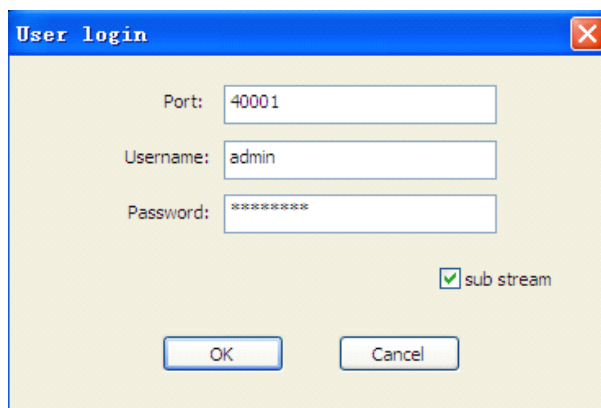 User login
Port: 40001
Username: admin
Password: ********
sub stream
OK Cancel